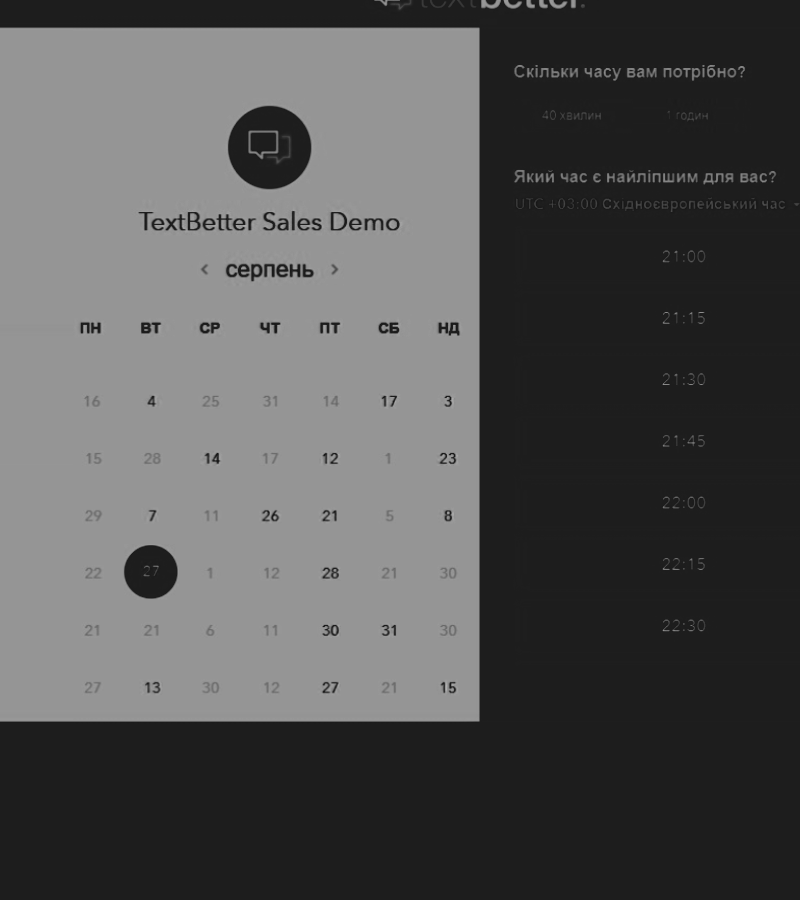 textbetter.
TextBetter Sales Demo
< серпень >
ПН ВТ СР ЧТ ПТ СБ НД
16 4 25 31 14 17 3
15 28 14 17 12 1 23
29 7 11 26 21 5 8
22 27 1 12 28 21 30
21 21 6 11 30 31 30
27 13 30 12 27 21 15
Скільки часу вам потрібно?
40 хвилин 1 годин
Який час є найліпшим для вас?
UTC +03:00 Східноєвропейський час
21:00
21:15
21:30
21:45
22:00
22:15
22:30